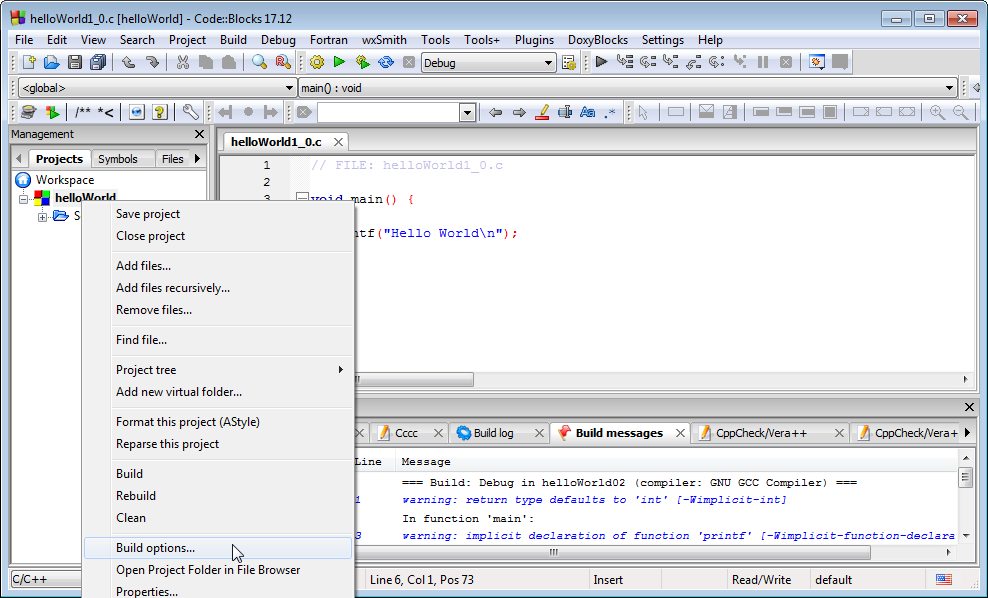 helloWorld1_0.c [helloWorld] - Code::Blocks 17.12
File Edit View Search Project Build Debug Fortran wxSmith Tools Tools+ Plugins DoxyBlocks Settings Help
Debug
<global> main() : void
/** *<
Aa .*
Management
Projects Symbols Files
Workspace
helloWorld
S
helloWorld1_0.c
1 // FILE: helloWorld1_0.c
2
3 void main() {
ntf("Hello World\n");
Save project
Close project
Add files...
Add files recursively...
Remove files...
Find file...
Project tree
Add new virtual folder...
Format this project (AStyle)
Reparse this project
Build
Rebuild
Clean
Build options...
Open Project Folder in File Browser
Properties...
Cccc Build log Build messages CppCheck/Vera++ CppCheck/Vera+
Line Message
=== Build: Debug in helloWorld02 (compiler: GNU GCC Compiler) ===
1 warning: return type defaults to 'int' [-Wimplicit-int]
In function 'main':
3 warning: implicit declaration of function 'printf' [-Wimplicit-function-declara
C/C++ Line 6, Col 1, Pos 73 Insert Read/Write default